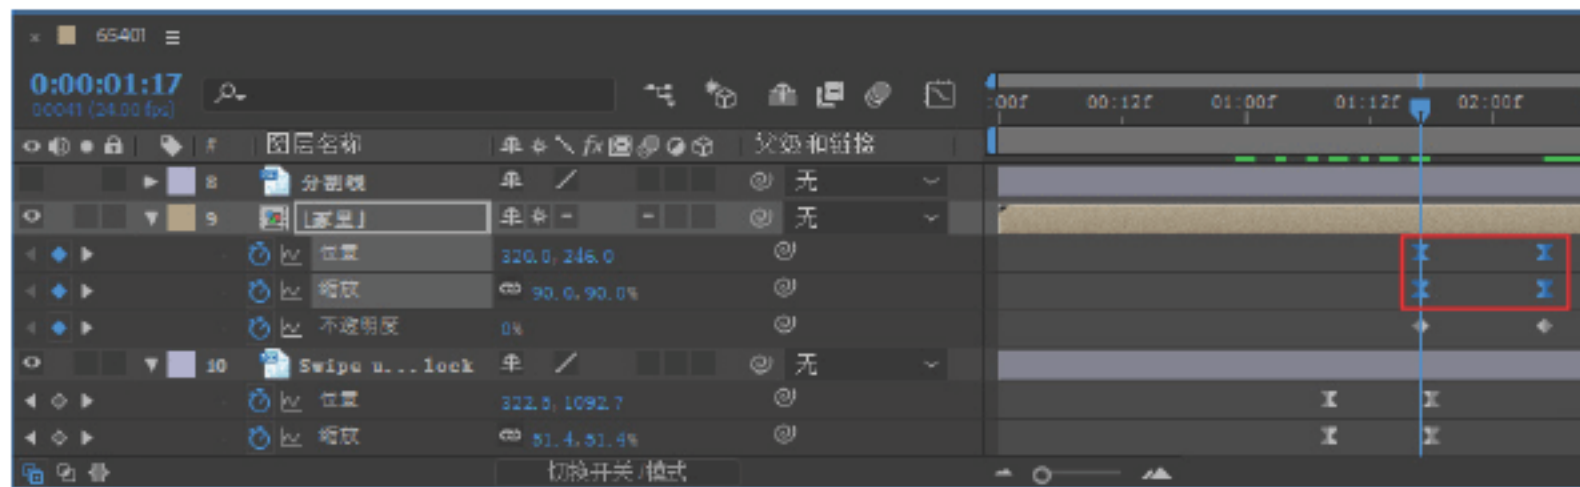 65401
0:00:01:17
00041 (24.00 fps)
:00f 00:12f 01:00f 01:12f 02:00f
# 图层名称 fx 父级和链接
8 分割线 无
9 [家里] 无
位置 320.0, 246.0
缩放 90.0, 90.0%
不透明度 0%
10 Swipe u...lock 无
位置 322.8, 1092.7
缩放 51.4, 51.4%
切换开关/模式